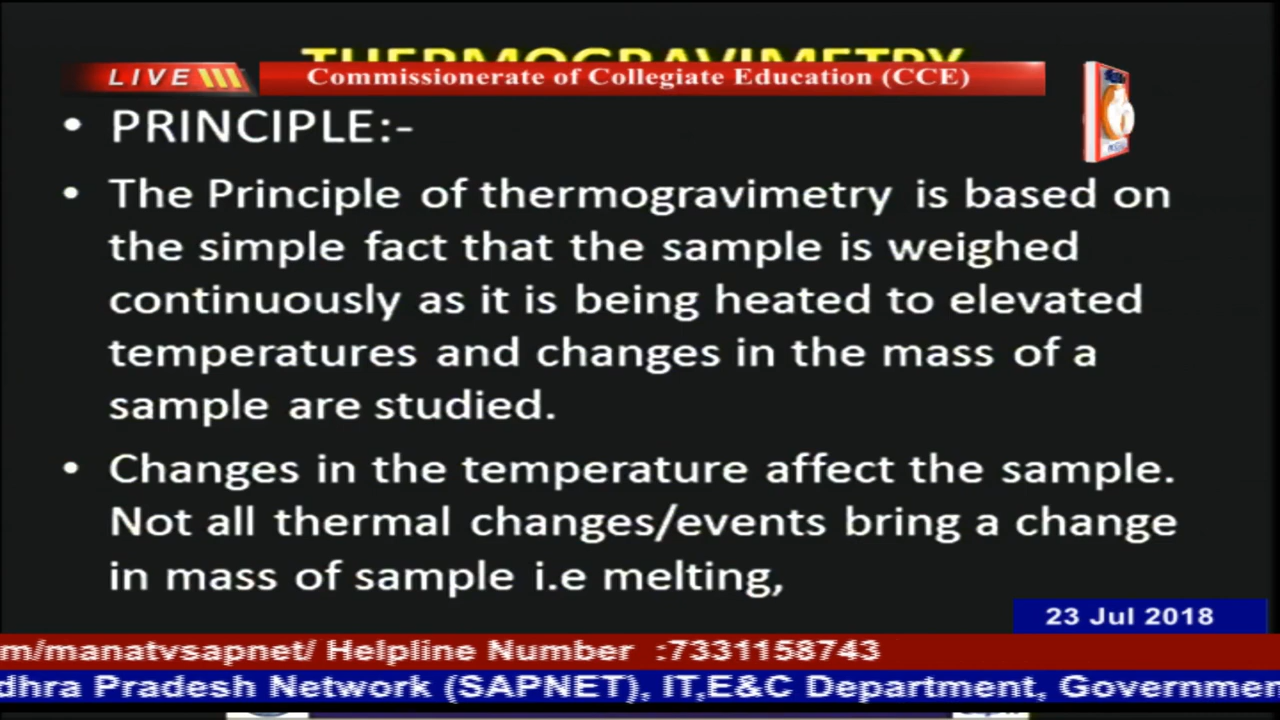 THERMOGRAVIMETRY
LIVE
Commissionerate of Collegiate Education (CCE)
• PRINCIPLE:-
• The Principle of thermogravimetry is based on
the simple fact that the sample is weighed
continuously as it is being heated to elevated
temperatures and changes in the mass of a
sample are studied.
• Changes in the temperature affect the sample.
Not all thermal changes/events bring a change
in mass of sample i.e melting,
23 Jul 2018
m/manatvsapnet/ Helpline Number :7331158743
dhra Pradesh Network (SAPNET), IT,E&C Department, Governmen